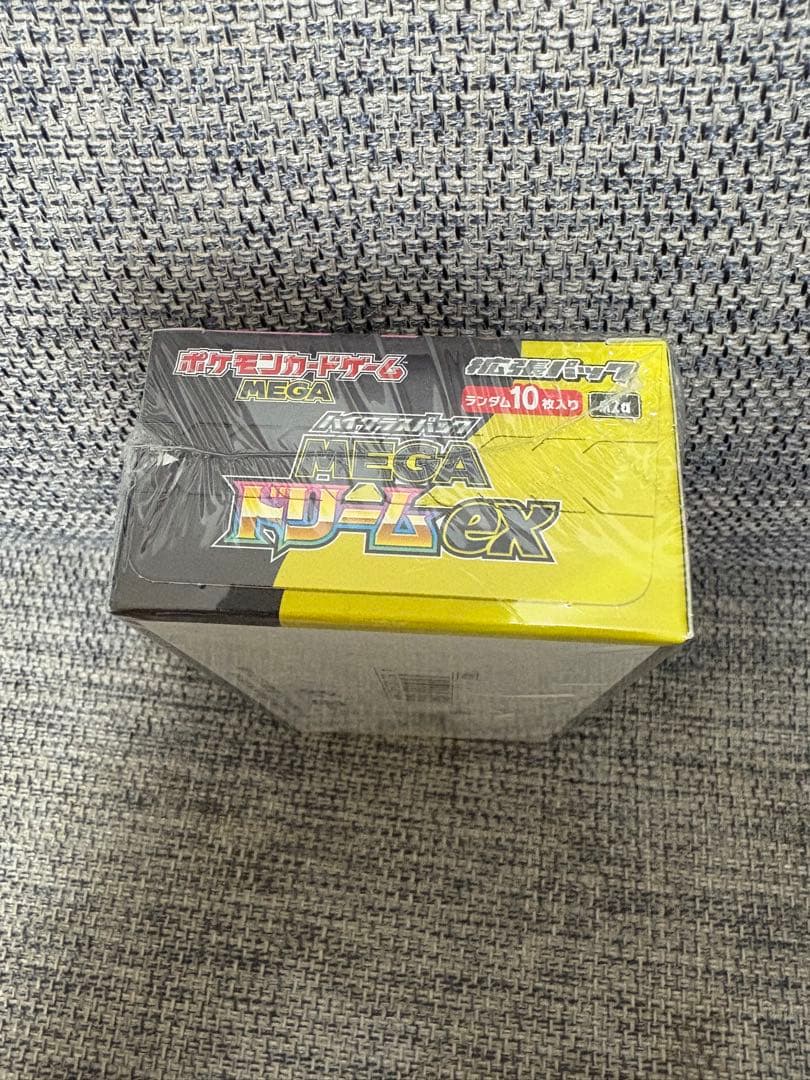 ポケモンカードゲーム
MEGA
拡張パック
ランダム10枚入り
ハイクラスパック
MEGA
ドリームex